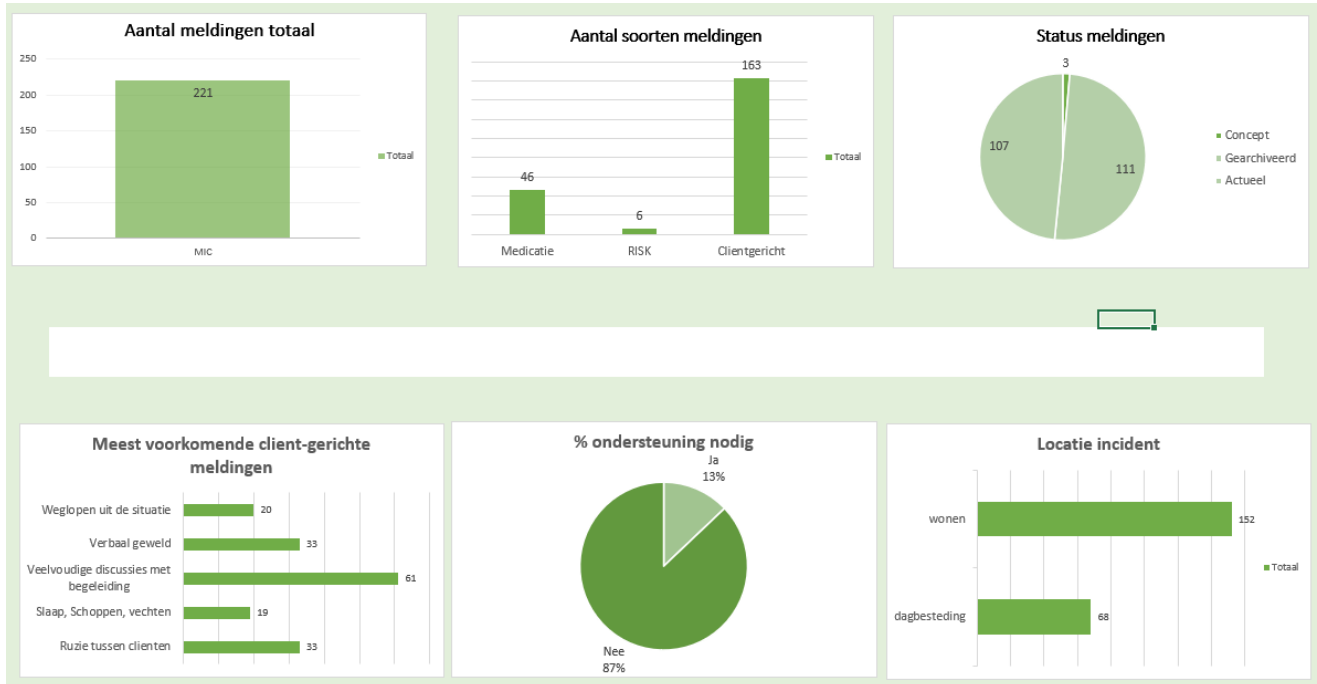 Aantal meldingen totaal
250
200
150
100
50
0
221
MIC
Totaal
Aantal soorten meldingen
46
6
163
Medicatie
RISK
Clientgericht
Totaal
Status meldingen
3
107
111
Concept
Gearchiveerd
Actueel
Meest voorkomende client-gerichte
meldingen
Weglopen uit de situatie
20
Verbaal geweld
33
Veelvoudige discussies met
begeleiding
61
Slaap, Schoppen, vechten
19
Ruzie tussen clienten
33
% ondersteuning nodig
Ja
13%
Nee
87%
Locatie incident
wonen
152
dagbesteding
68
Totaal